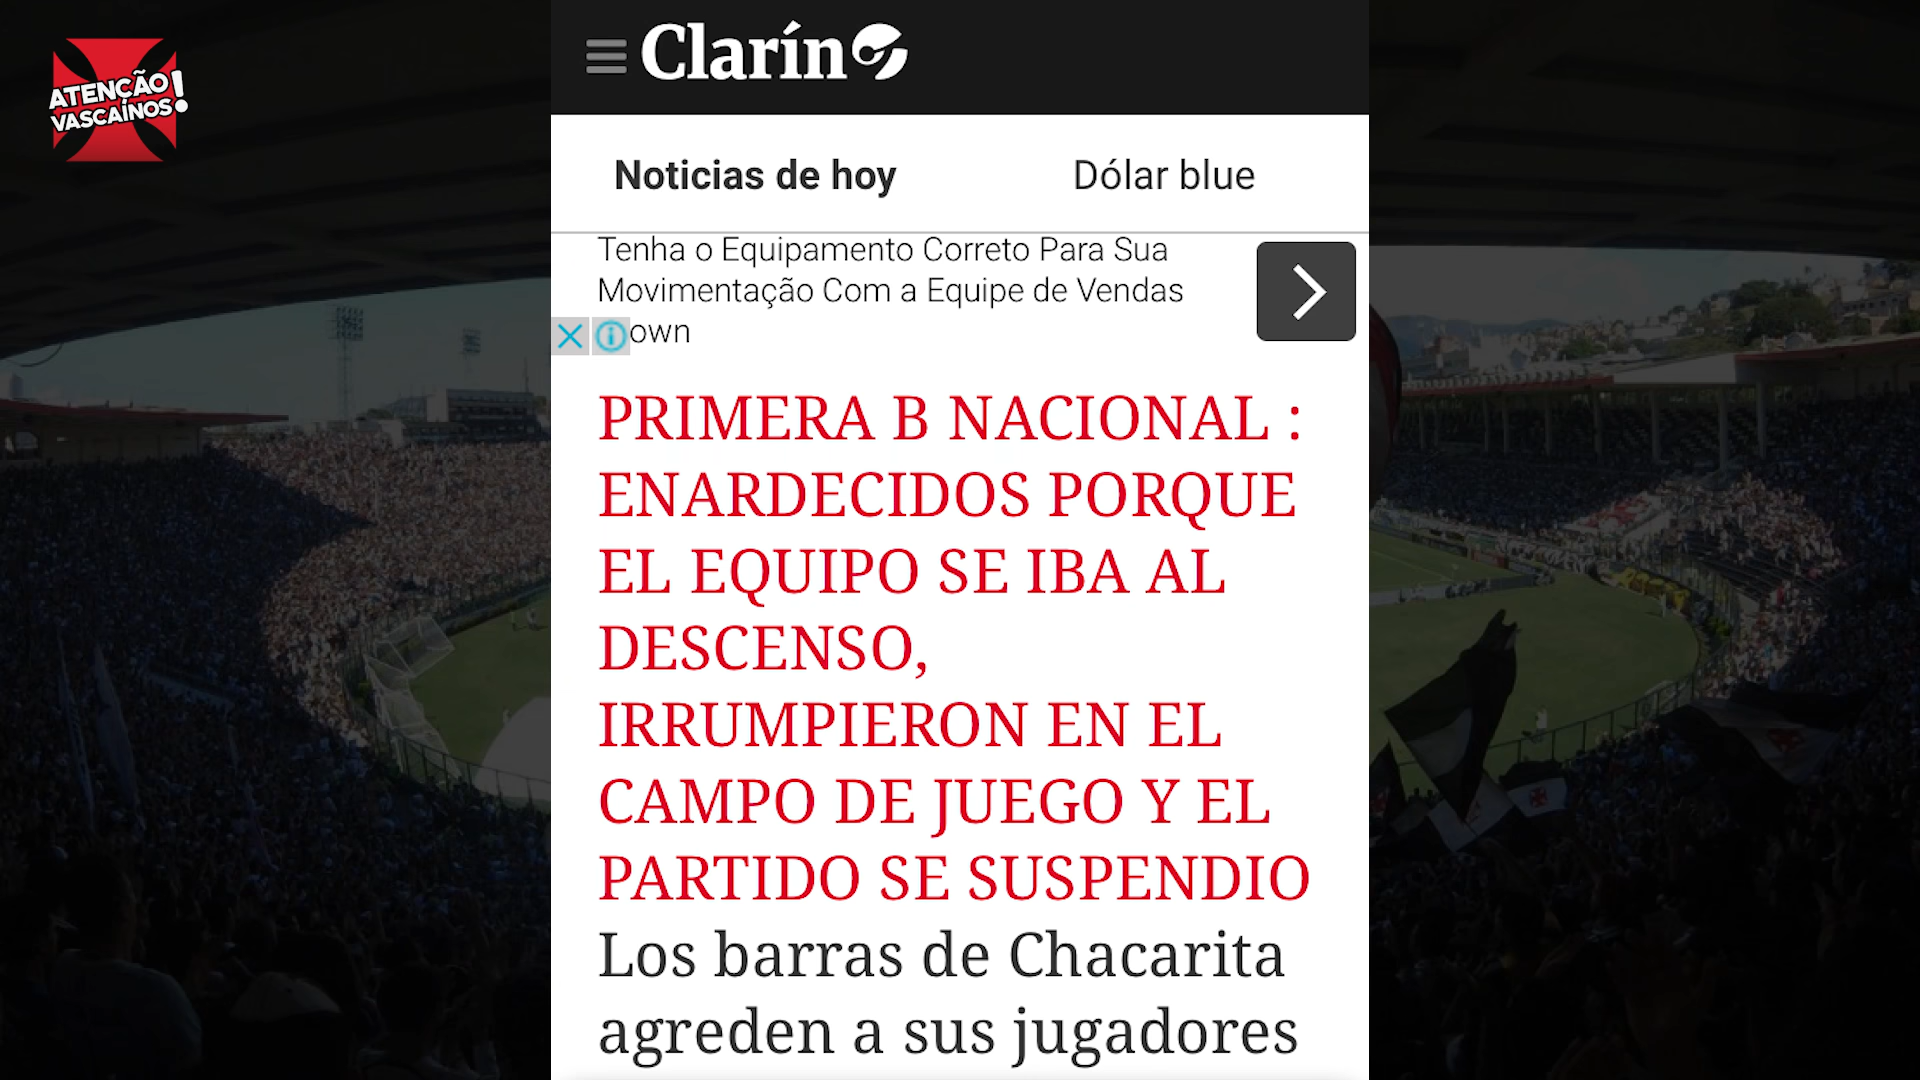 ATENÇÃO
VASCAÍNOS!
Clarín
Noticias de hoy
Dólar blue
Tenha o Equipamento Correto Para Sua
Movimentação Com a Equipe de Vendas
own
PRIMERA B NACIONAL :
ENARDECIDOS PORQUE
EL EQUIPO SE IBA AL
DESCENSO,
IRRUMPIERON EN EL
CAMPO DE JUEGO Y EL
PARTIDO SE SUSPENDIO
Los barras de Chacarita
agreden a sus jugadores